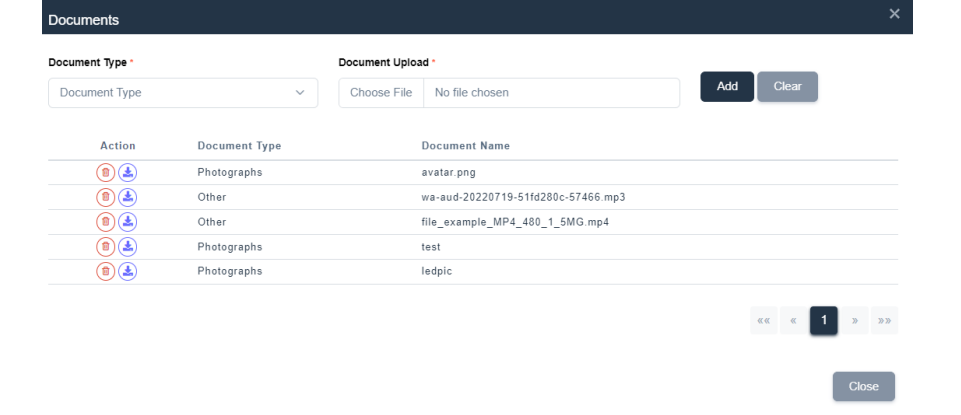 Documents ×
Document Type * Document Upload *
Document Type Choose File No file chosen Add Clear
Action Document Type Document Name
Photographs avatar.png
Other wa-aud-20220719-51fd280c-57466.mp3
Other file_example_MP4_480_1_5MG.mp4
Photographs test
Photographs ledpic
«« « 1 » »»
Close